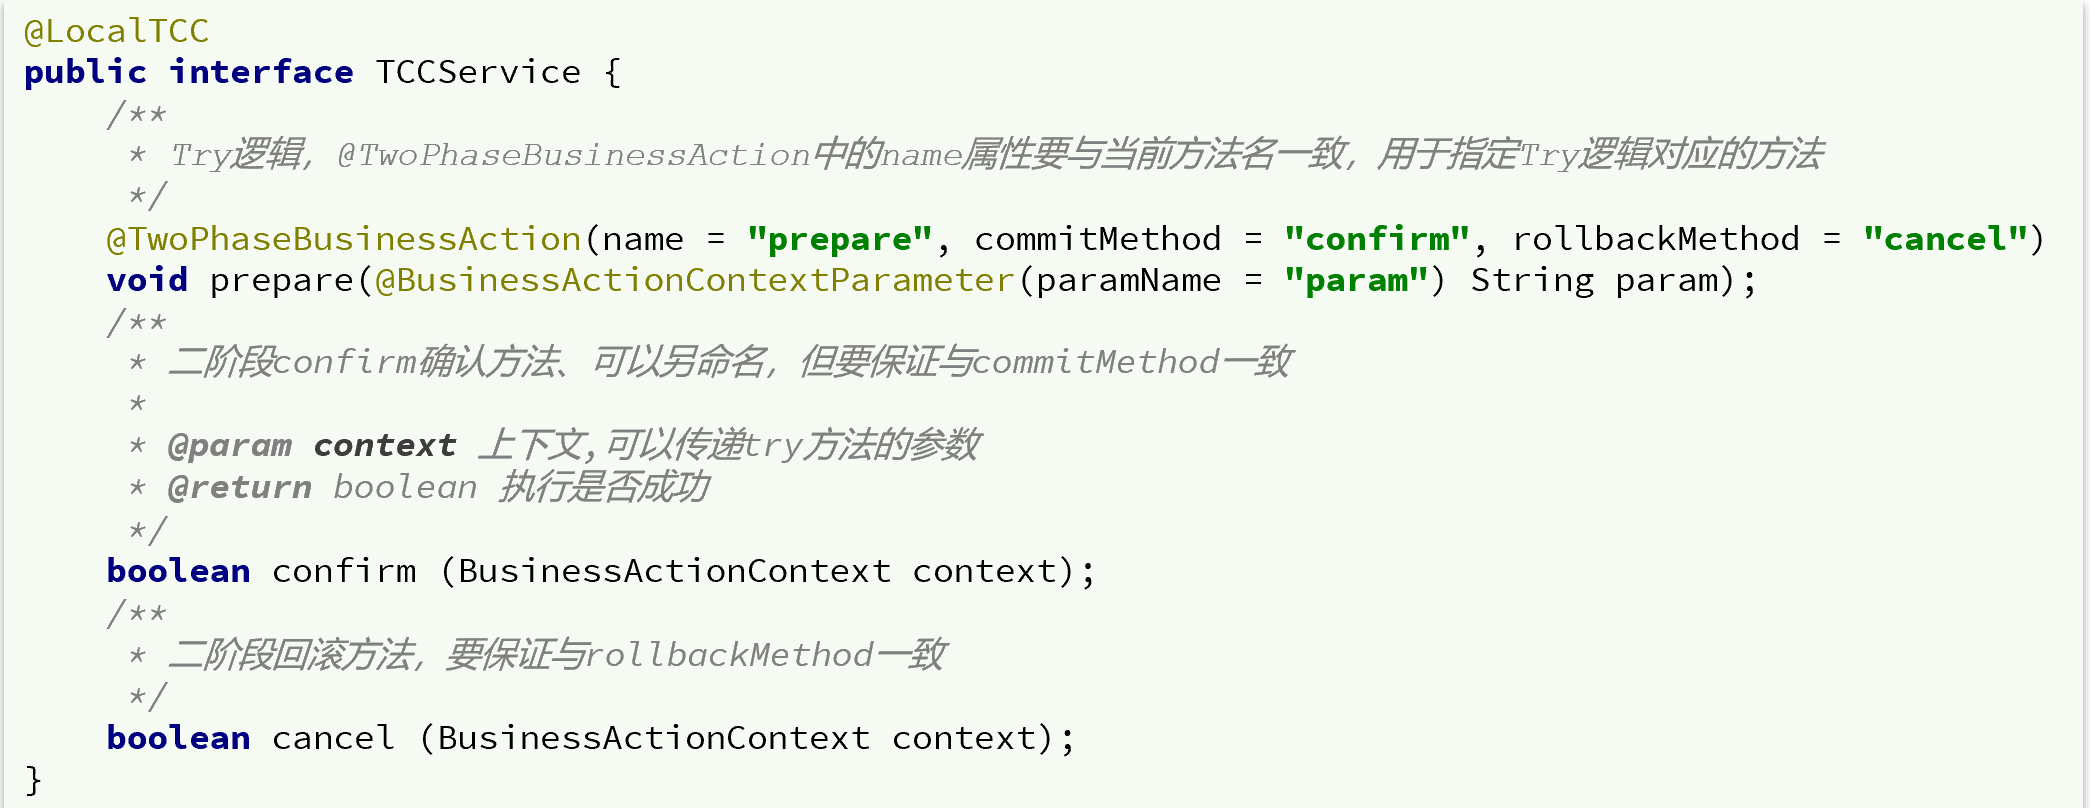 @LocalTCC
public interface TCCService {
    /**
     * Try逻辑，@TwoPhaseBusinessAction中的name属性要与当前方法名一致，用于指定Try逻辑对应的方法
     */
    @TwoPhaseBusinessAction(name = "prepare", commitMethod = "confirm", rollbackMethod = "cancel")
    void prepare(@BusinessActionContextParameter(paramName = "param") String param);
    /**
     * 二阶段confirm确认方法、可以另命名，但要保证与commitMethod一致
     *
     * @param context 上下文,可以传递try方法的参数
     * @return boolean 执行是否成功
     */
    boolean confirm (BusinessActionContext context);
    /**
     * 二阶段回滚方法，要保证与rollbackMethod一致
     */
    boolean cancel (BusinessActionContext context);
}